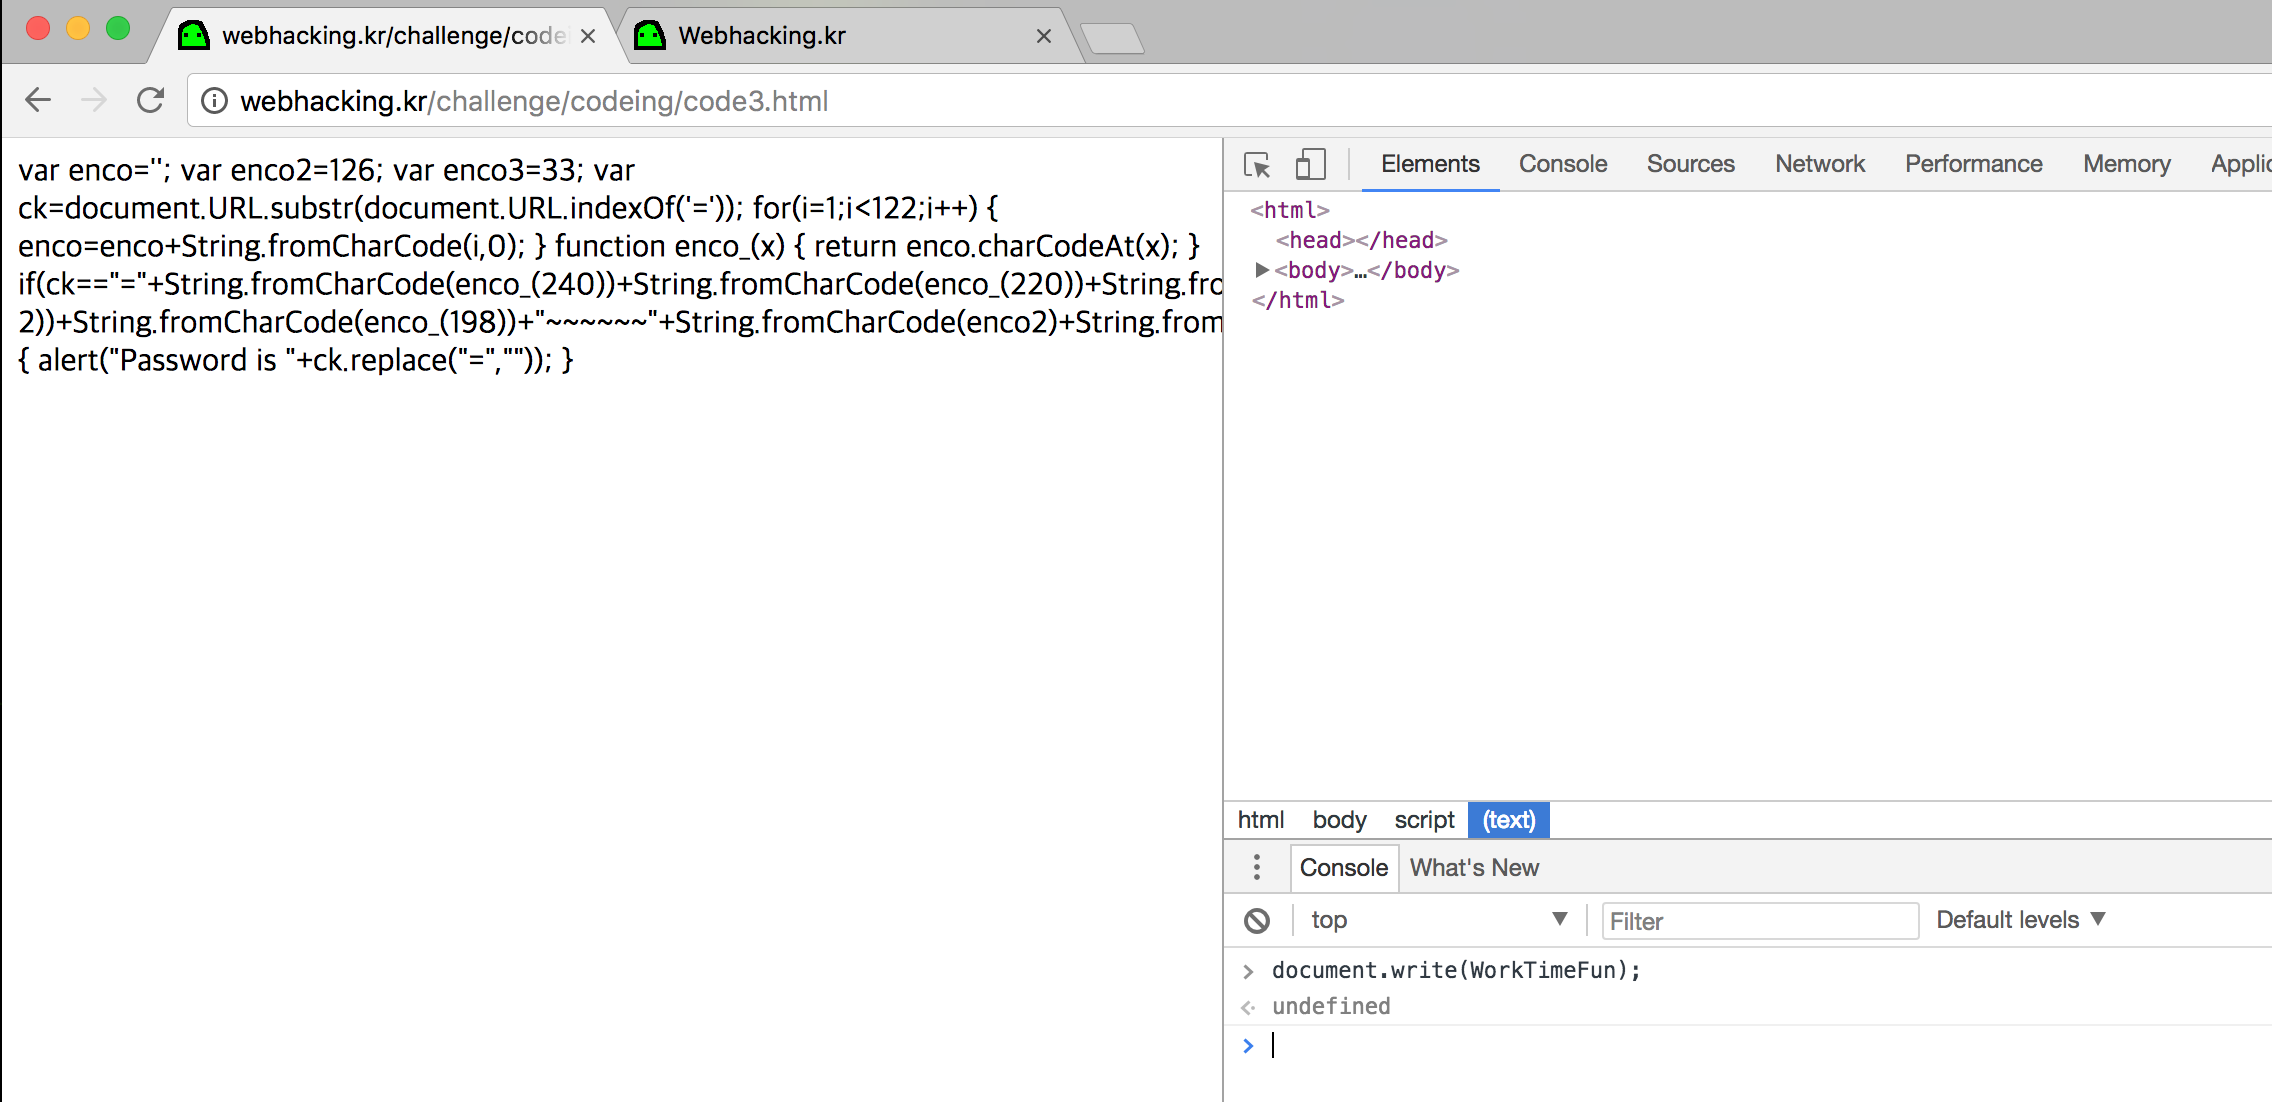 webhacking.kr/challenge/codei
Webhacking.kr
webhacking.kr/challenge/codeing/code3.html
var enco=''; var enco2=126; var enco3=33; var
ck=document.URL.substr(document.URL.indexOf('=')); for(i=1;i<122;i++) {
enco=enco+String.fromCharCode(i,0); } function enco_(x) { return enco.charCodeAt(x); }
if(ck=="="+String.fromCharCode(enco_(240))+String.fromCharCode(enco_(220))+String.fro
2))+String.fromCharCode(enco_(198))+"~~~~~~"+String.fromCharCode(enco2)+String.from
{ alert("Password is "+ck.replace("=","")); }
Elements Console Sources Network Performance Memory Applic
<html>
<head></head>
<body>…</body>
</html>
html body script (text)
Console What's New
top Filter Default levels
document.write(WorkTimeFun);
undefined